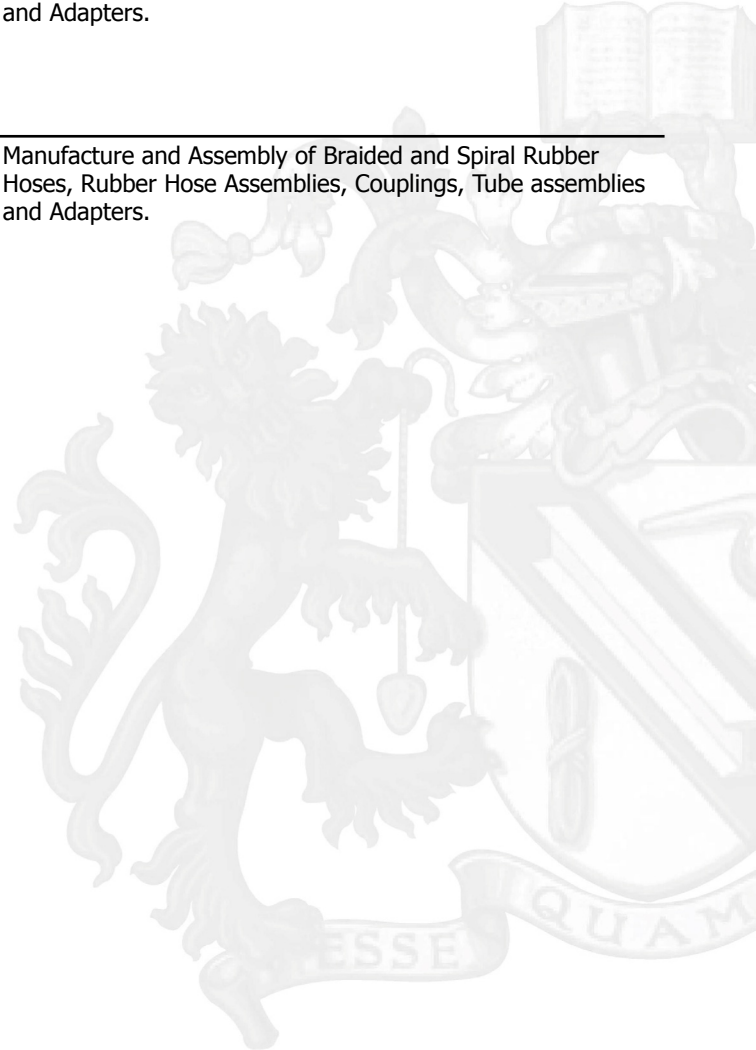 and Adapters.
Manufacture and Assembly of Braided and Spiral Rubber
Hoses, Rubber Hose Assemblies, Couplings, Tube assemblies
and Adapters.
ESSE
QUAM